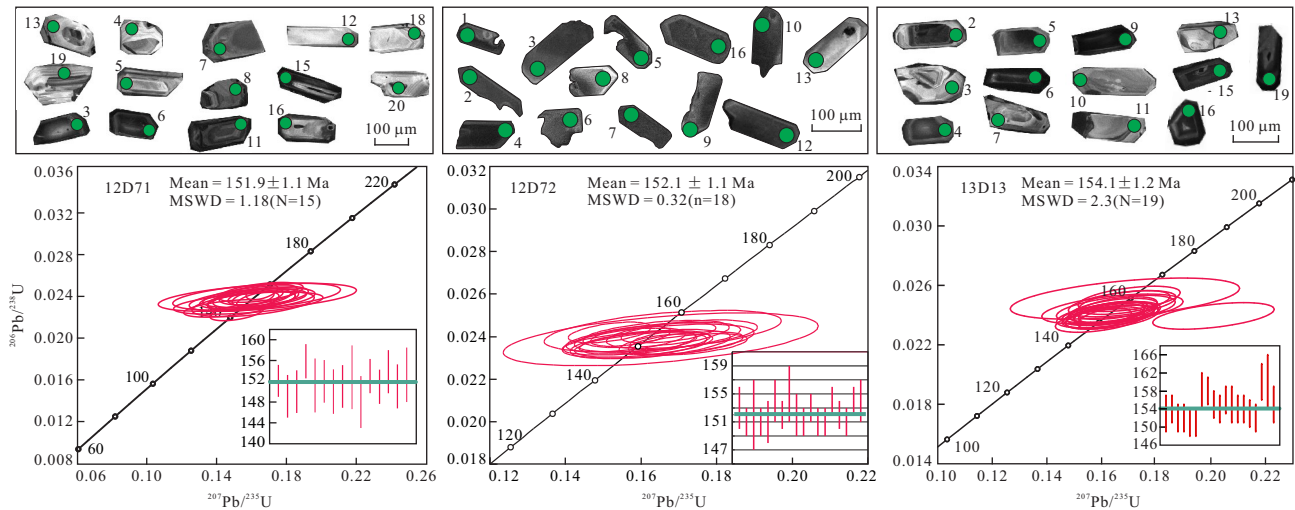 13 4 7 12 18
19 5 8 15 20
3 6 11 16 100 μm
1 3 5 16 10 13
2 8
4 6 7 9 12 100 μm
2 5 9 13 19
3 6 10 15
4 7 11 16 100 μm
12D71
Mean = 151.9±1.1 Ma
MSWD = 1.18(N=15)
220
180
100
60
0.036
0.032
0.028
0.024
0.022
0.016
0.012
0.008
0.06 0.10 0.14 0.18 0.22 0.26
²⁰⁶Pb/²³⁸U
²⁰⁷Pb/²³⁵U
160
156
152
148
144
140
12D72
Mean = 152.1 ± 1.1 Ma
MSWD = 0.32(n=18)
200
180
160
140
120
0.032
0.030
0.028
0.026
0.024
0.022
0.020
0.018
0.12 0.14 0.16 0.18 0.20 0.22
²⁰⁷Pb/²³⁵U
159
155
151
147
13D13
Mean = 154.1±1.2 Ma
MSWD = 2.3(N=19)
200
180
160
140
120
100
0.034
0.030
0.026
0.022
0.018
0.014
0.10 0.12 0.14 0.16 0.18 0.20 0.22
²⁰⁷Pb/²³⁵U
166
162
158
154
150
146